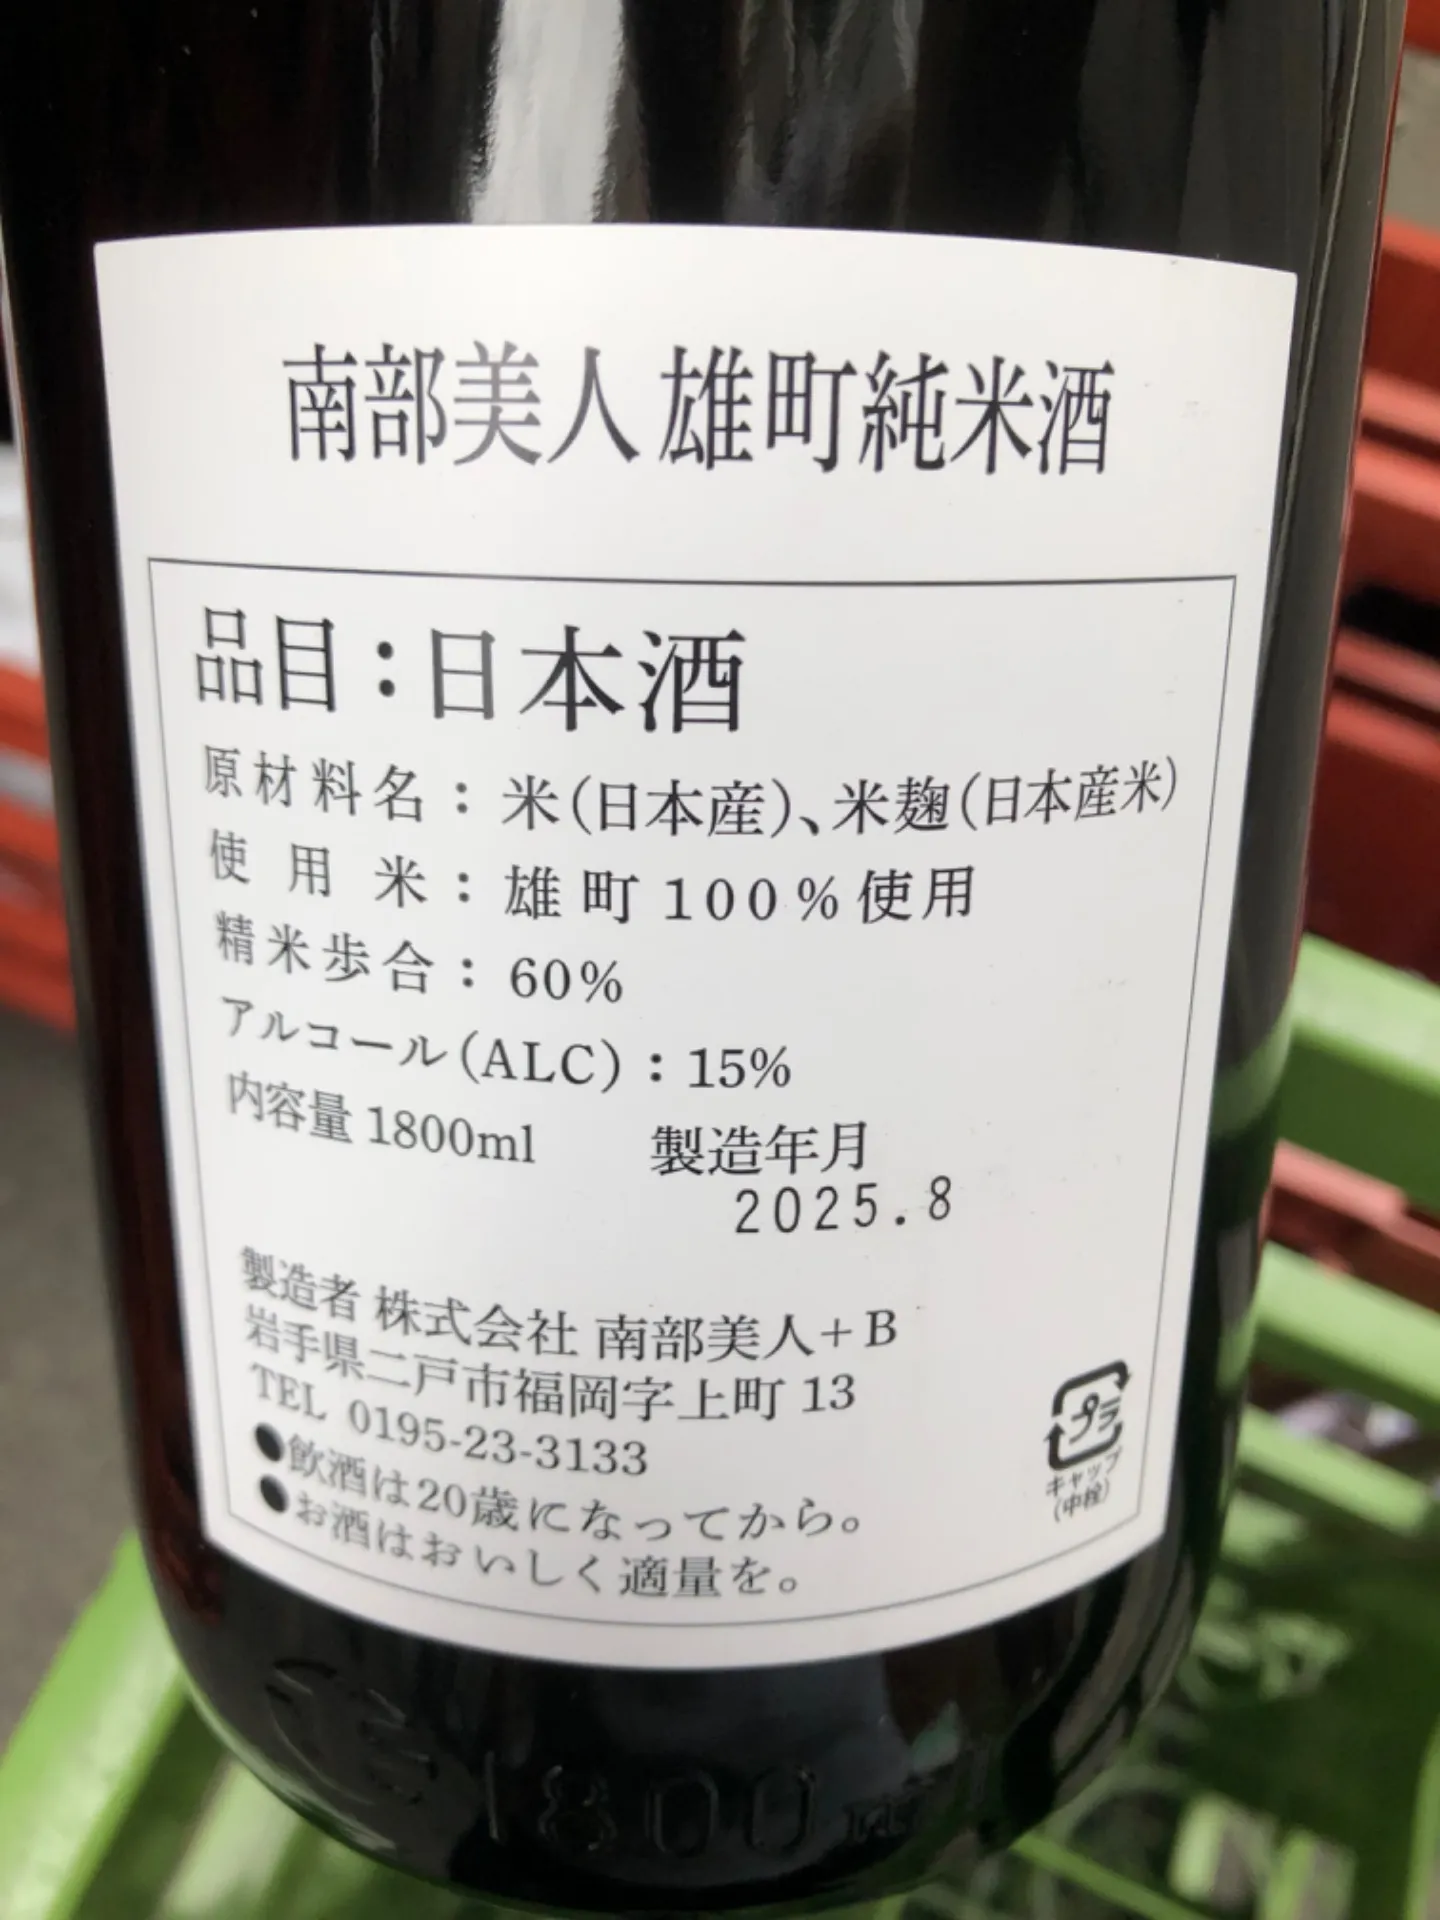 南部美人 雄町純米酒
品目：日本酒
原材料名：米（日本産）、米麹（日本産米）
使用米：雄町100％使用
精米歩合：60％
アルコール（ALC）：15％
内容量 1800ml 製造年月
2025.8
製造者 株式会社 南部美人＋B
岩手県二戸市福岡字上町 13
TEL 0195-23-3133
●飲酒は20歳になってから。
●お酒はおいしく適量を。
プラ
キャップ
（中栓）
1800